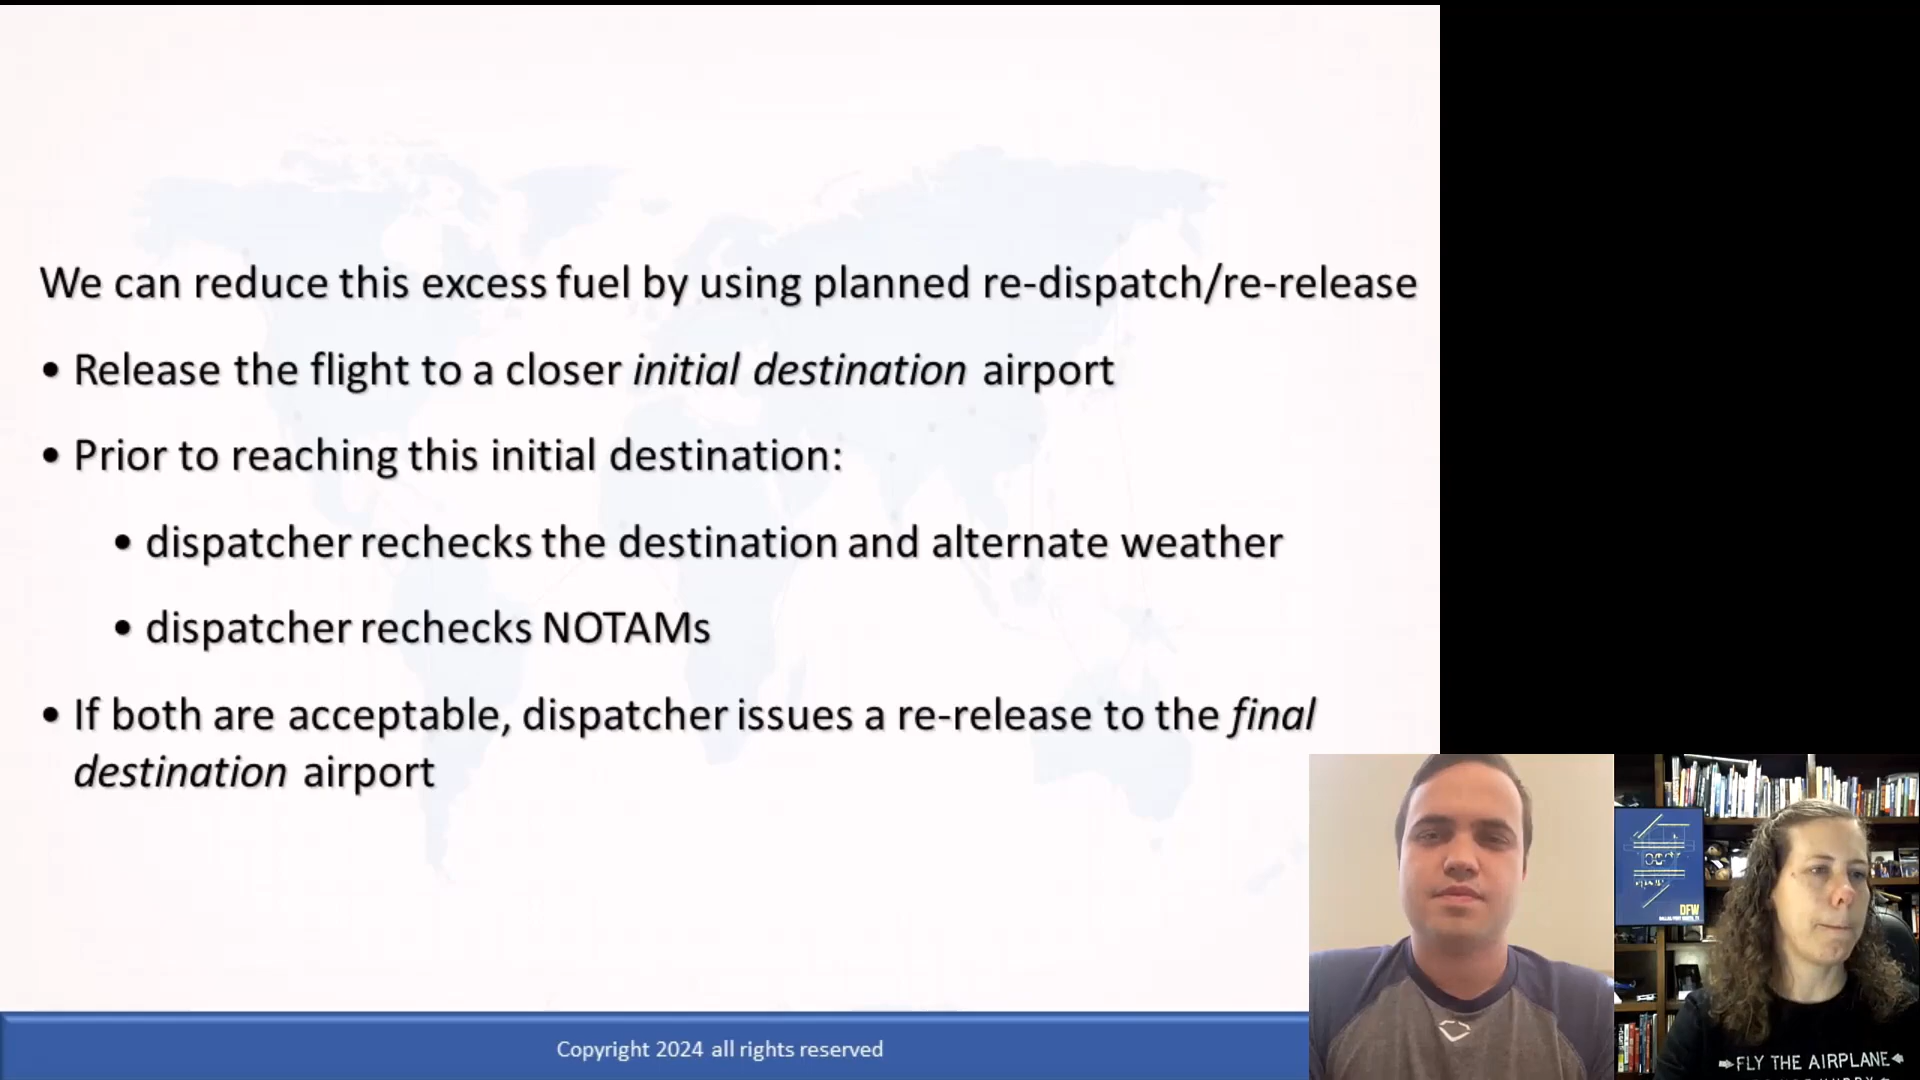 We can reduce this excess fuel by using planned re-dispatch/re-release
• Release the flight to a closer initial destination airport
• Prior to reaching this initial destination:
• dispatcher rechecks the destination and alternate weather
• dispatcher rechecks NOTAMs
• If both are acceptable, dispatcher issues a re-release to the final
destination airport
Copyright 2024 all rights reserved
DFW
FLY THE AIRPLANE